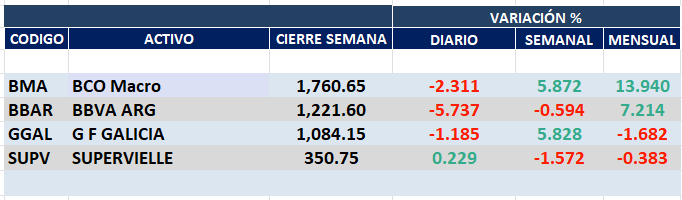 VARIACIÓN %
CODIGO ACTIVO CIERRE SEMANA DIARIO SEMANAL MENSUAL
BMA BCO Macro 1,760.65 -2.311 5.872 13.940
BBAR BBVA ARG 1,221.60 -5.737 -0.594 7.214
GGAL G F GALICIA 1,084.15 -1.185 5.828 -1.682
SUPV SUPERVIELLE 350.75 0.229 -1.572 -0.383